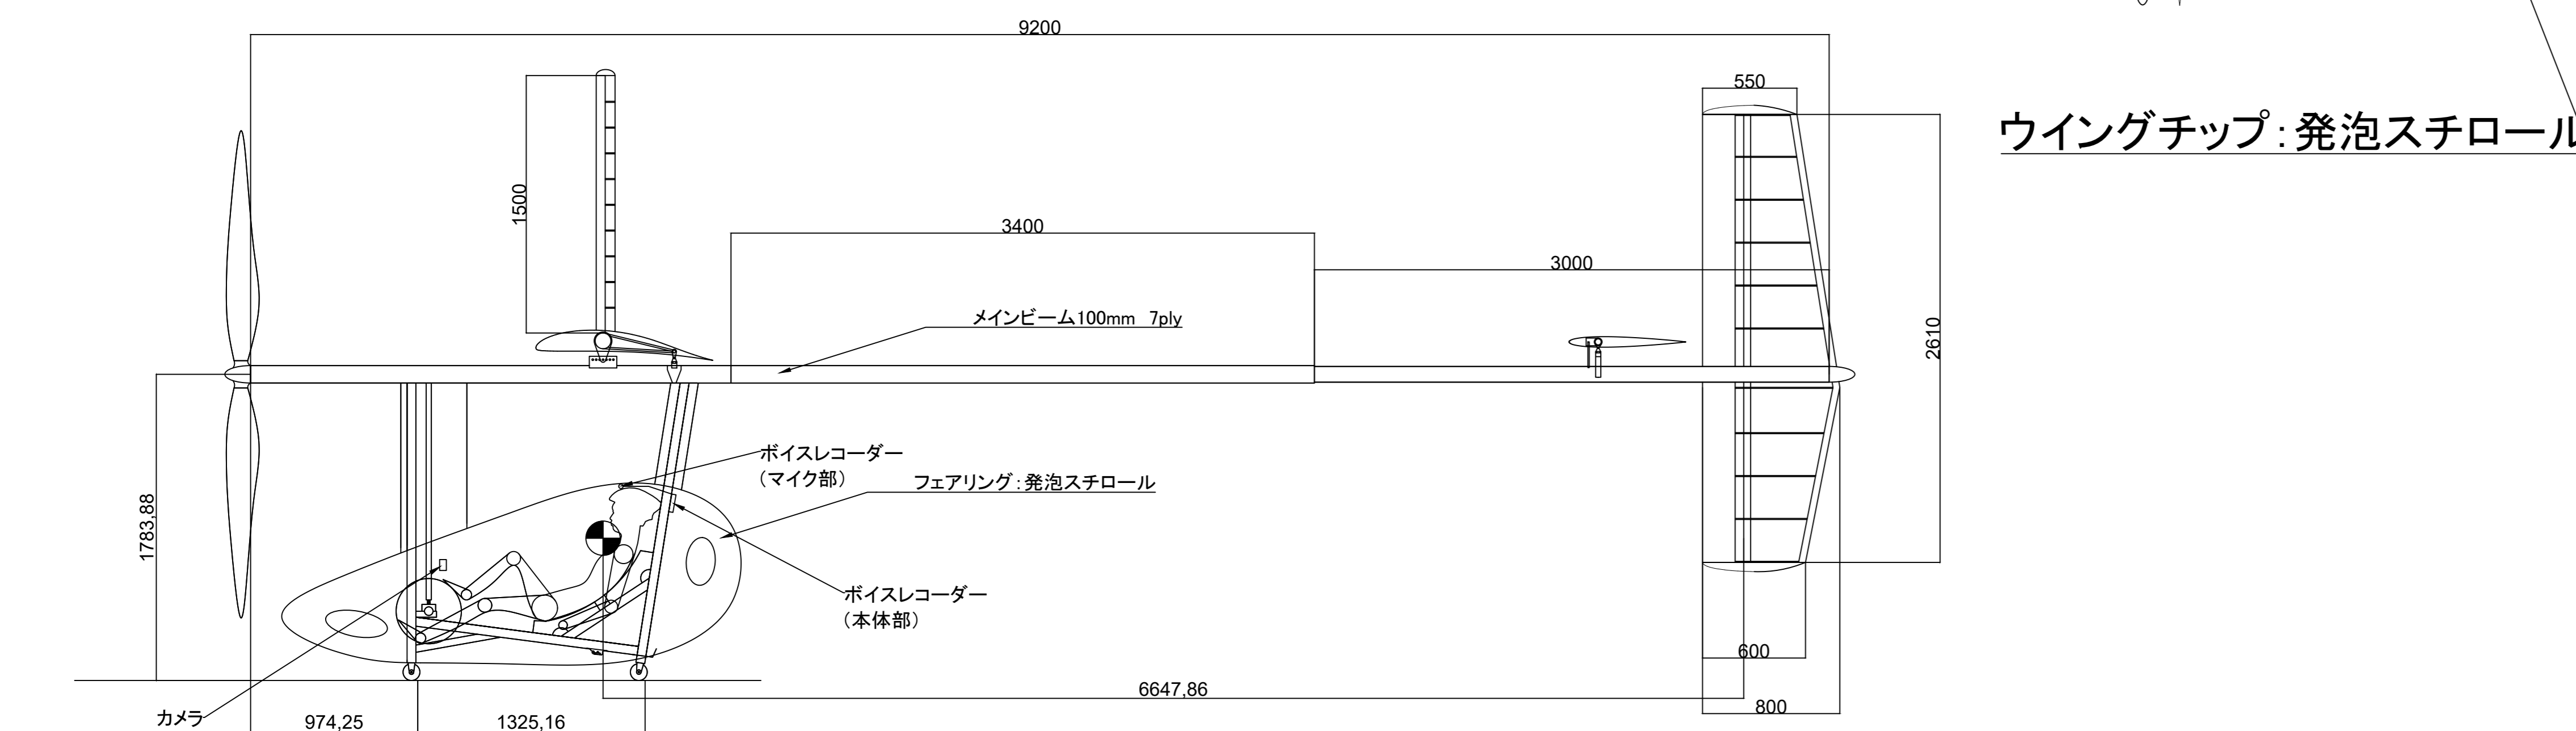 9200
550
ウイングチップ：発泡スチロール
1500
3400
3000
メインビーム100mm 7ply
2610
ボイスレコーダー
（マイク部）
フェアリング：発泡スチロール
1783,88
ボイスレコーダー
（本体部）
600
6647,86
800
カメラ
974,25
1325,16